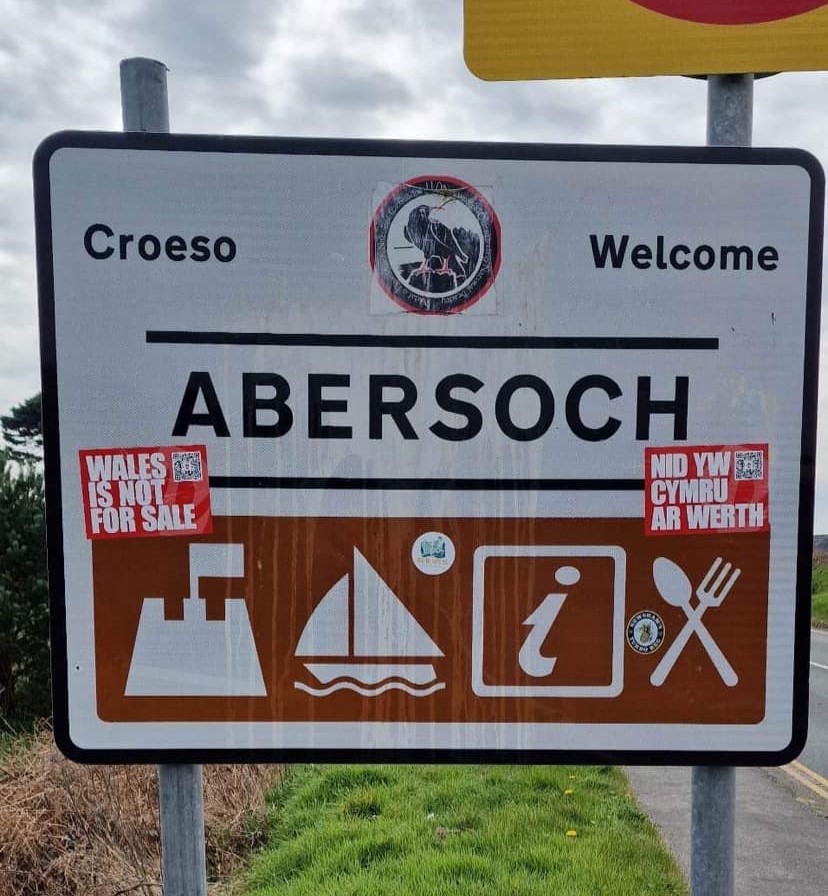 Croeso
Welcome
ABERSOCH
WALES
IS NOT
FOR SALE
NID YW
CYMRU
AR WERTH
i